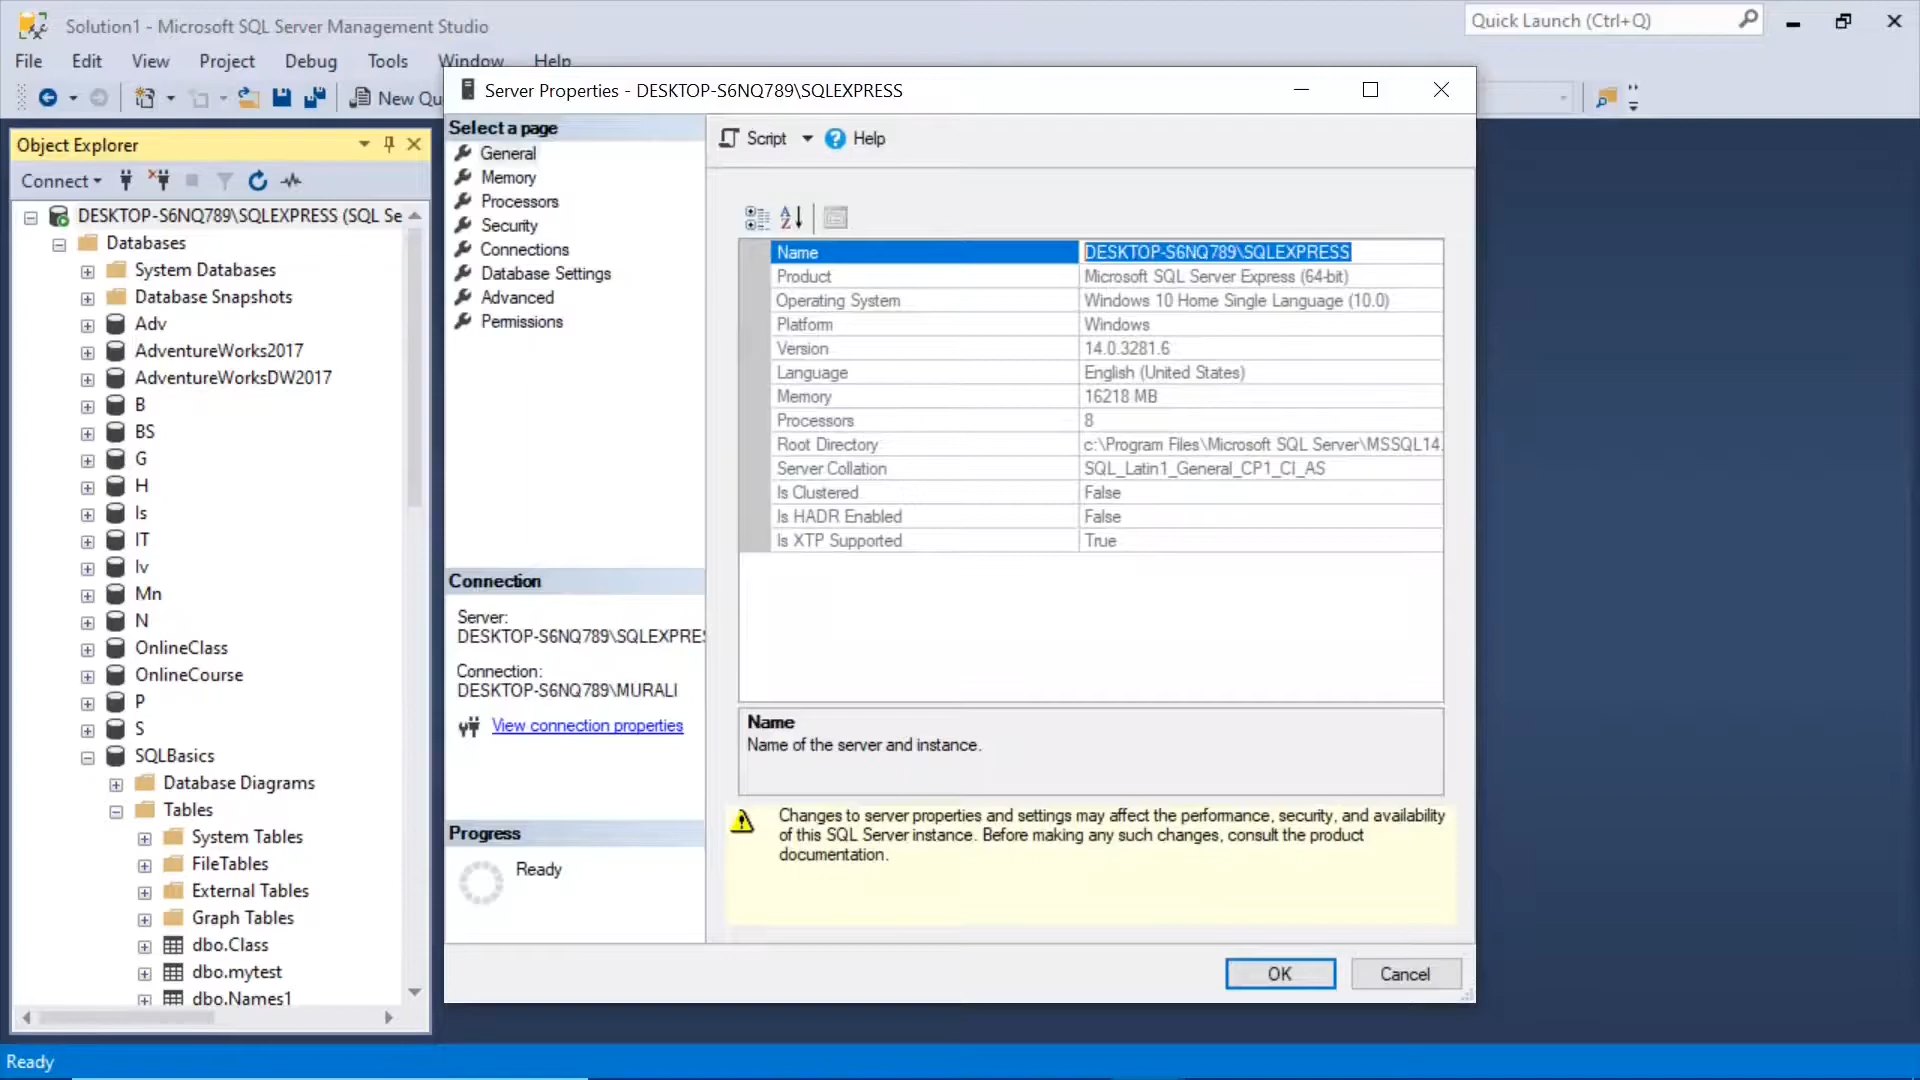 Solution1 - Microsoft SQL Server Management Studio
Quick Launch (Ctrl+Q)
File Edit View Project Debug Tools Window Help
New Qu
Object Explorer
Connect
DESKTOP-S6NQ789\SQLEXPRESS (SQL Se
Databases
System Databases
Database Snapshots
Adv
AdventureWorks2017
AdventureWorksDW2017
B
BS
G
H
Is
IT
Iv
Mn
N
OnlineClass
OnlineCourse
P
S
SQLBasics
Database Diagrams
Tables
System Tables
FileTables
External Tables
Graph Tables
dbo.Class
dbo.mytest
dbo.Names1
Server Properties - DESKTOP-S6NQ789\SQLEXPRESS
Select a page
General
Memory
Processors
Security
Connections
Database Settings
Advanced
Permissions
Connection
Server:
DESKTOP-S6NQ789\SQLEXPRES
Connection:
DESKTOP-S6NQ789\MURALI
View connection properties
Progress
Ready
Script Help
Name DESKTOP-S6NQ789\SQLEXPRESS
Product Microsoft SQL Server Express (64-bit)
Operating System Windows 10 Home Single Language (10.0)
Platform Windows
Version 14.0.3281.6
Language English (United States)
Memory 16218 MB
Processors 8
Root Directory c:\Program Files\Microsoft SQL Server\MSSQL14.
Server Collation SQL_Latin1_General_CP1_CI_AS
Is Clustered False
Is HADR Enabled False
Is XTP Supported True
Name
Name of the server and instance.
Changes to server properties and settings may affect the performance, security, and availability
of this SQL Server instance. Before making any such changes, consult the product
documentation.
OK Cancel
Ready